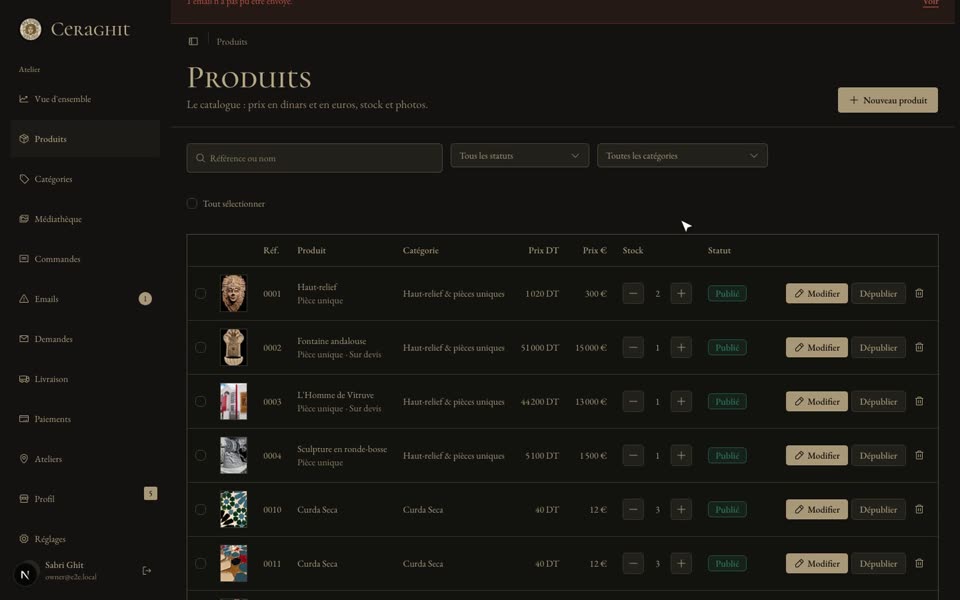 l'email n'a pas pu être envoyé.
Voir
Ceraghit
Atelier
Vue d'ensemble
Produits
Catégories
Médiathèque
Commandes
Emails 1
Demandes
Livraison
Paiements
Ateliers
Profil 5
Réglages
N
Sabri Ghit
owner@e2e.local
Produits
Produits
Le catalogue : prix en dinars et en euros, stock et photos.
+ Nouveau produit
Référence ou nom
Tous les statuts
Toutes les catégories
Tout sélectionner
Réf. Produit Catégorie Prix DT Prix € Stock Statut
0001 Haut-relief Haut-relief & pièces uniques 1 020 DT 300 € − 2 + Publié Modifier Dépublier
Pièce unique
0002 Fontaine andalouse Haut-relief & pièces uniques 51 000 DT 15 000 € − 1 + Publié Modifier Dépublier
Pièce unique · Sur devis
0003 L'Homme de Vitruve Haut-relief & pièces uniques 44 200 DT 13 000 € − 1 + Publié Modifier Dépublier
Pièce unique · Sur devis
0004 Sculpture en ronde-bosse Haut-relief & pièces uniques 5 100 DT 1 500 € − 1 + Publié Modifier Dépublier
Pièce unique
0010 Curda Seca Curda Seca 40 DT 12 € − 3 + Publié Modifier Dépublier
0011 Curda Seca Curda Seca 40 DT 12 € − 3 + Publié Modifier Dépublier